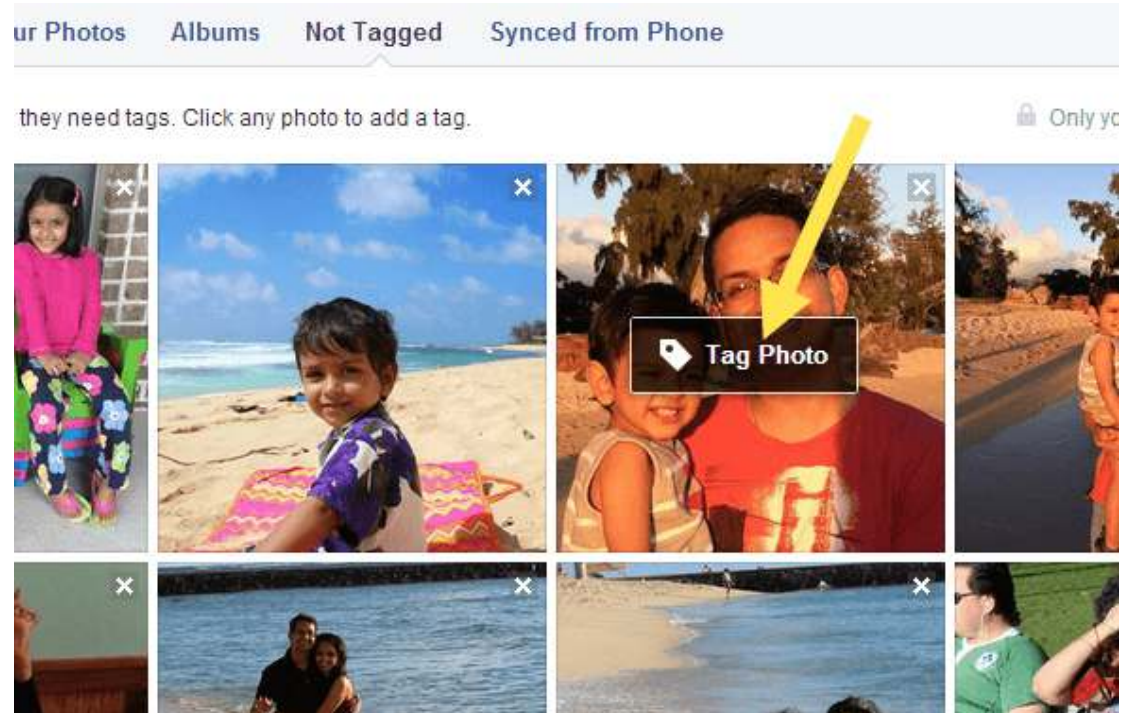 ur Photos Albums Not Tagged Synced from Phone
they need tags. Click any photo to add a tag. Only yo
Tag Photo